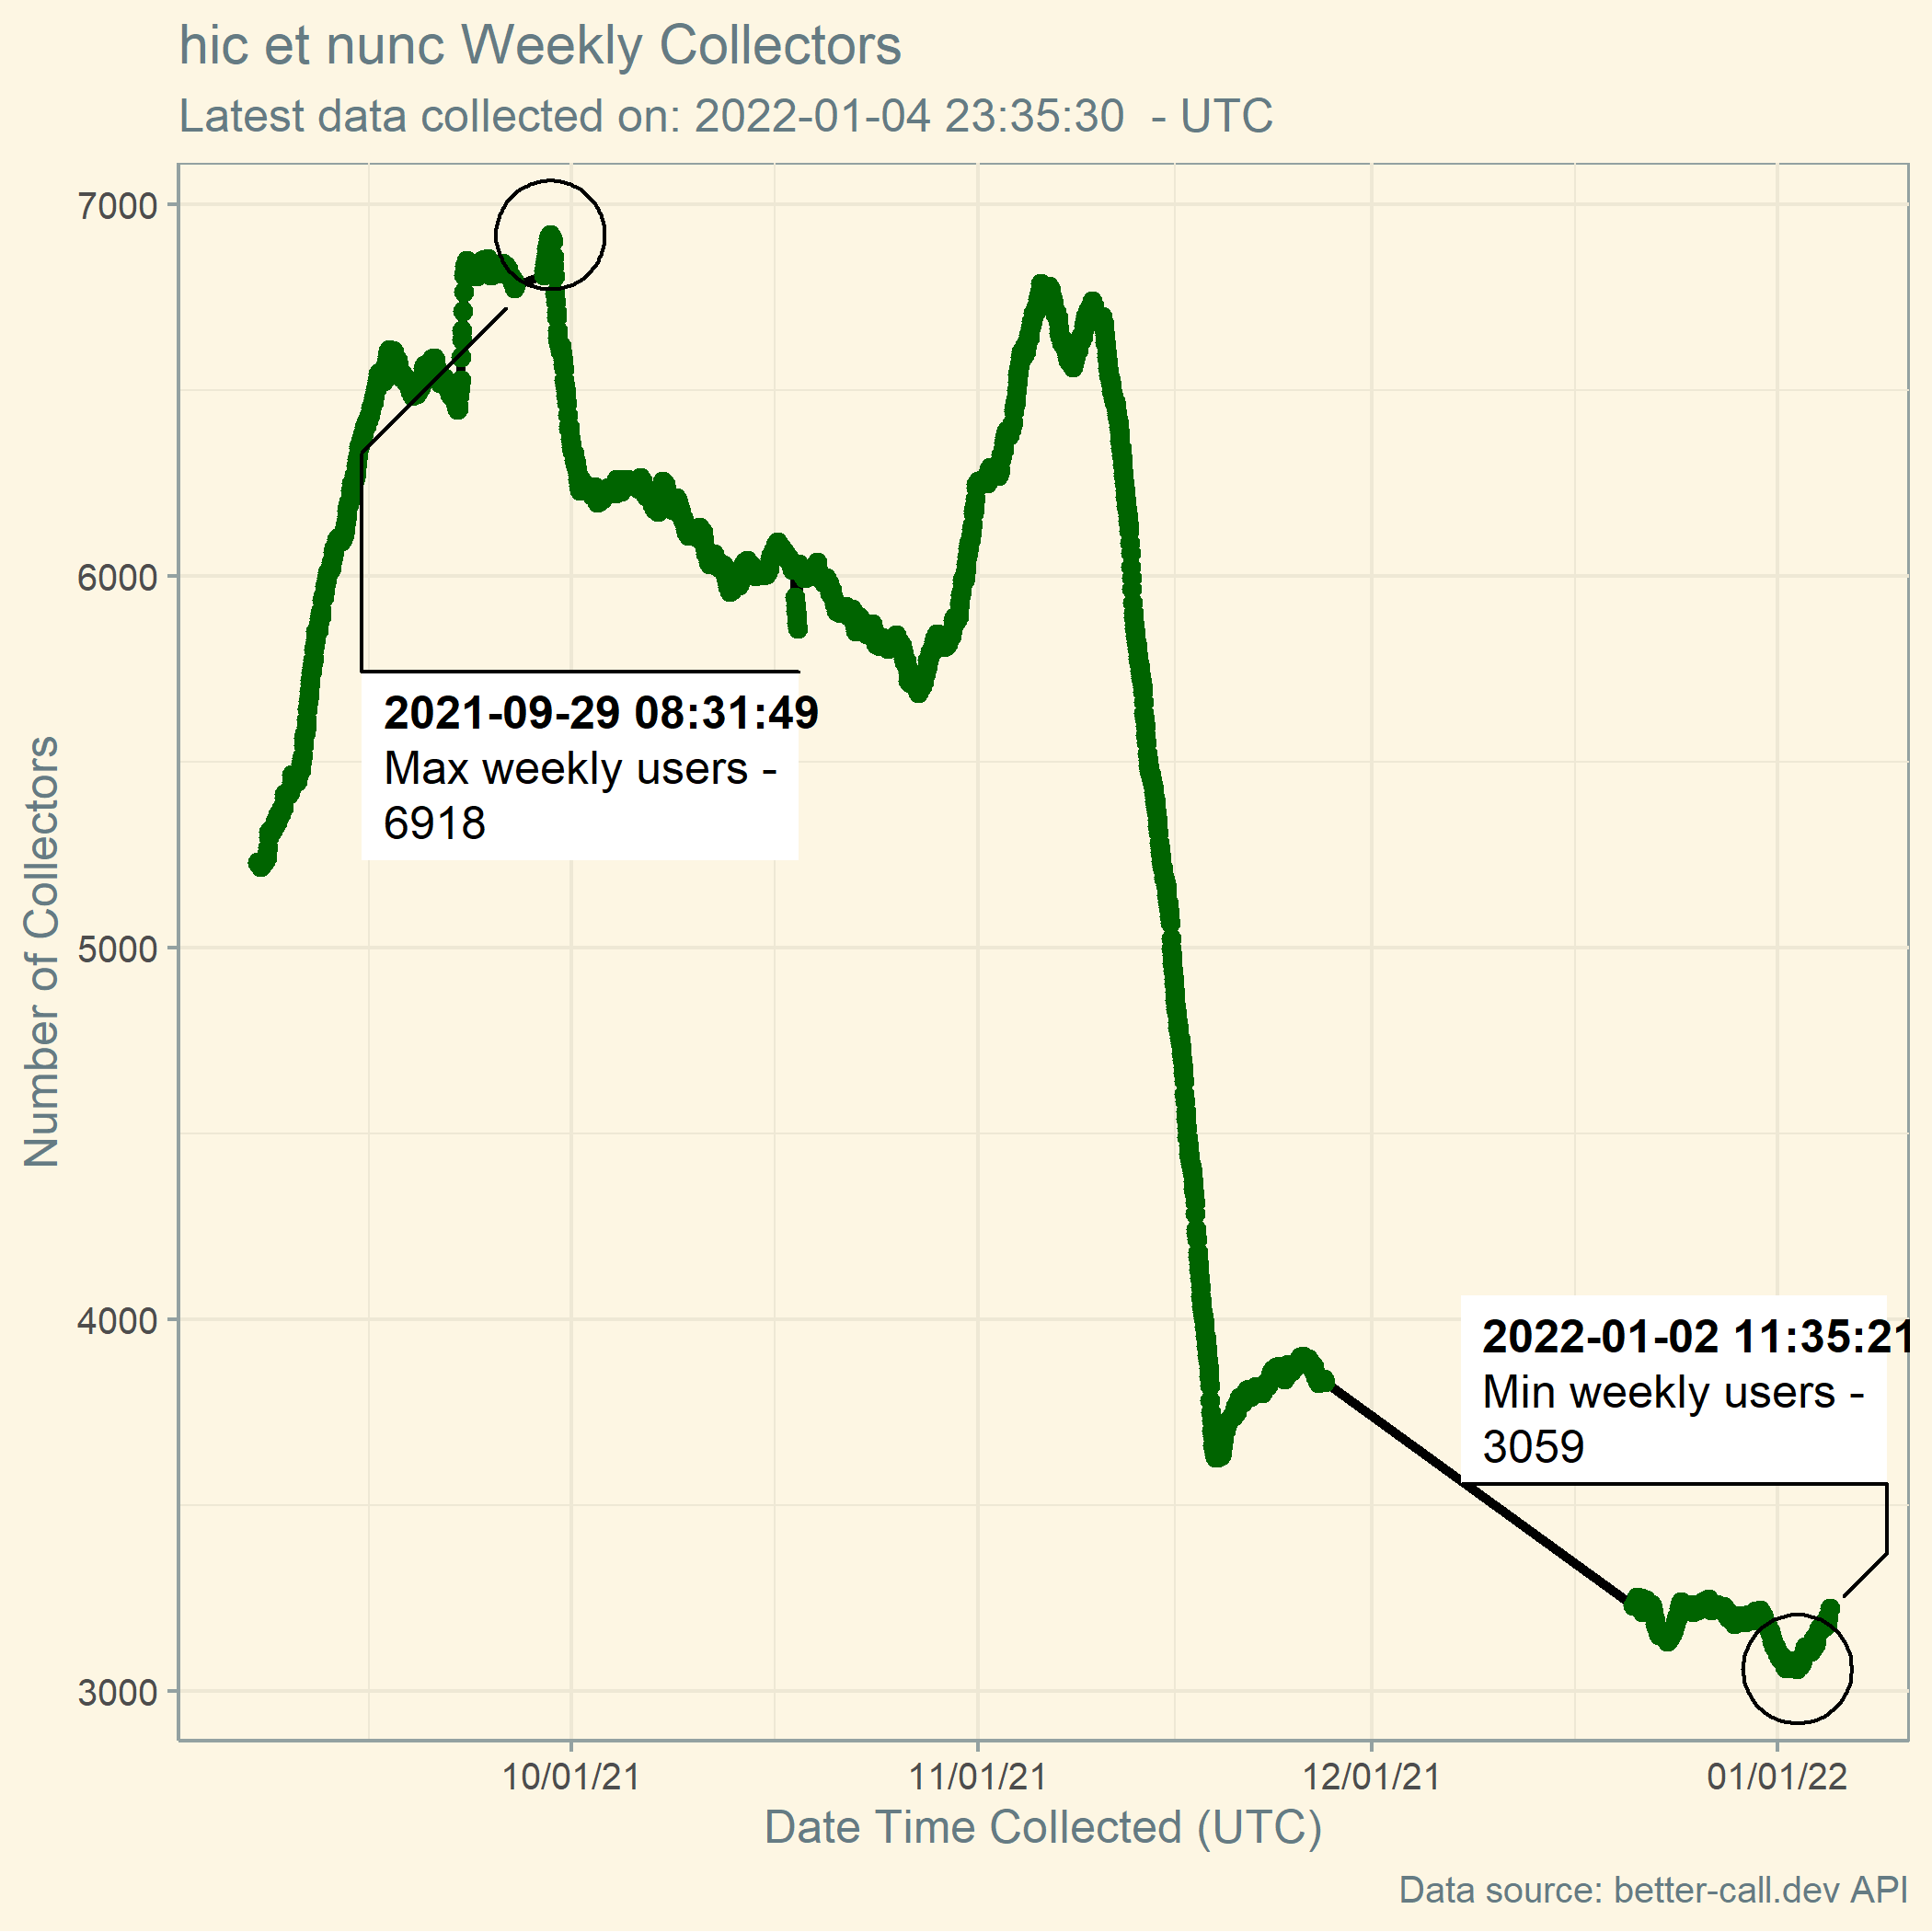 hic et nunc Weekly Collectors
Latest data collected on: 2022-01-04 23:35:30  - UTC
Number of Collectors
7000
6000
5000
4000
3000
2021-09-29 08:31:49
Max weekly users -
6918
2022-01-02 11:35:21
Min weekly users -
3059
10/01/21
11/01/21
12/01/21
01/01/22
Date Time Collected (UTC)
Data source: better-call.dev API